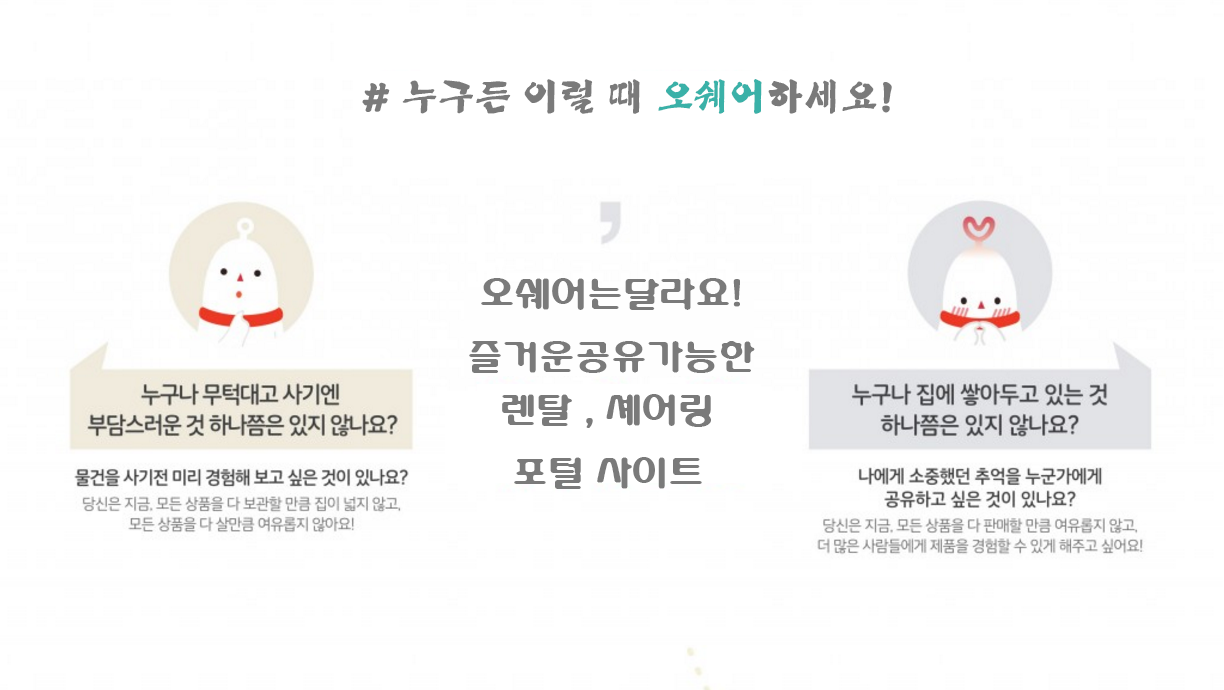 # 누구든 이럴 때 오쉐어하세요!
,
오쉐어는달라요!
즐거운공유가능한
렌탈 , 셰어링
포털 사이트
누구나 무턱대고 사기엔
부담스러운 것 하나쯤은 있지 않나요?
물건을 사기전 미리 경험해 보고 싶은 것이 있나요?
당신은 지금, 모든 상품을 다 보관할 만큼 집이 넓지 않고,
모든 상품을 다 살만큼 여유롭지 않아요!
누구나 집에 쌓아두고 있는 것
하나쯤은 있지 않나요?
나에게 소중했던 추억을 누군가에게
공유하고 싶은 것이 있나요?
당신은 지금, 모든 상품을 다 판매할 만큼 여유롭지 않고,
더 많은 사람들에게 제품을 경험할 수 있게 해주고 싶어요!